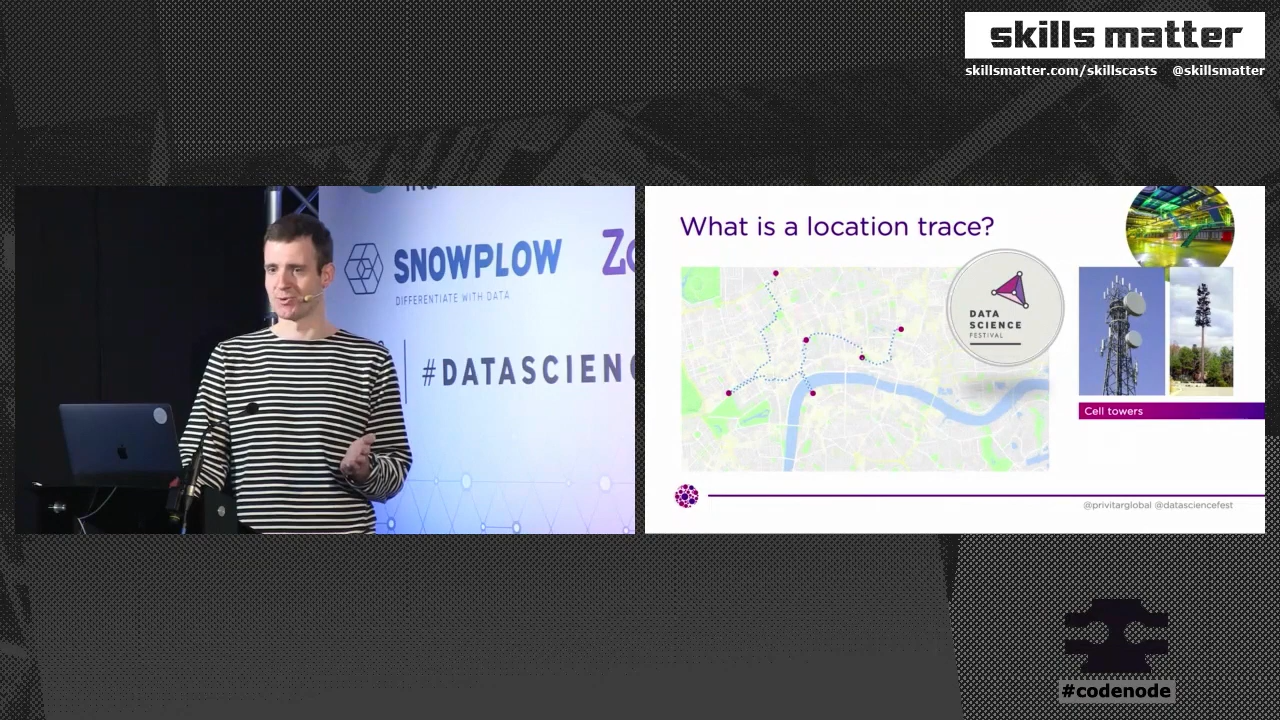 skills matter
skillsmatter.com/skillscasts @skillsmatter
SNOWPLOW
DIFFERENTIATE WITH DATA
#DATASCIEN
What is a location trace?
DATA
SCIENCE
FESTIVAL
Cell towers
@privitarglobal @datasciencefest
#codenode